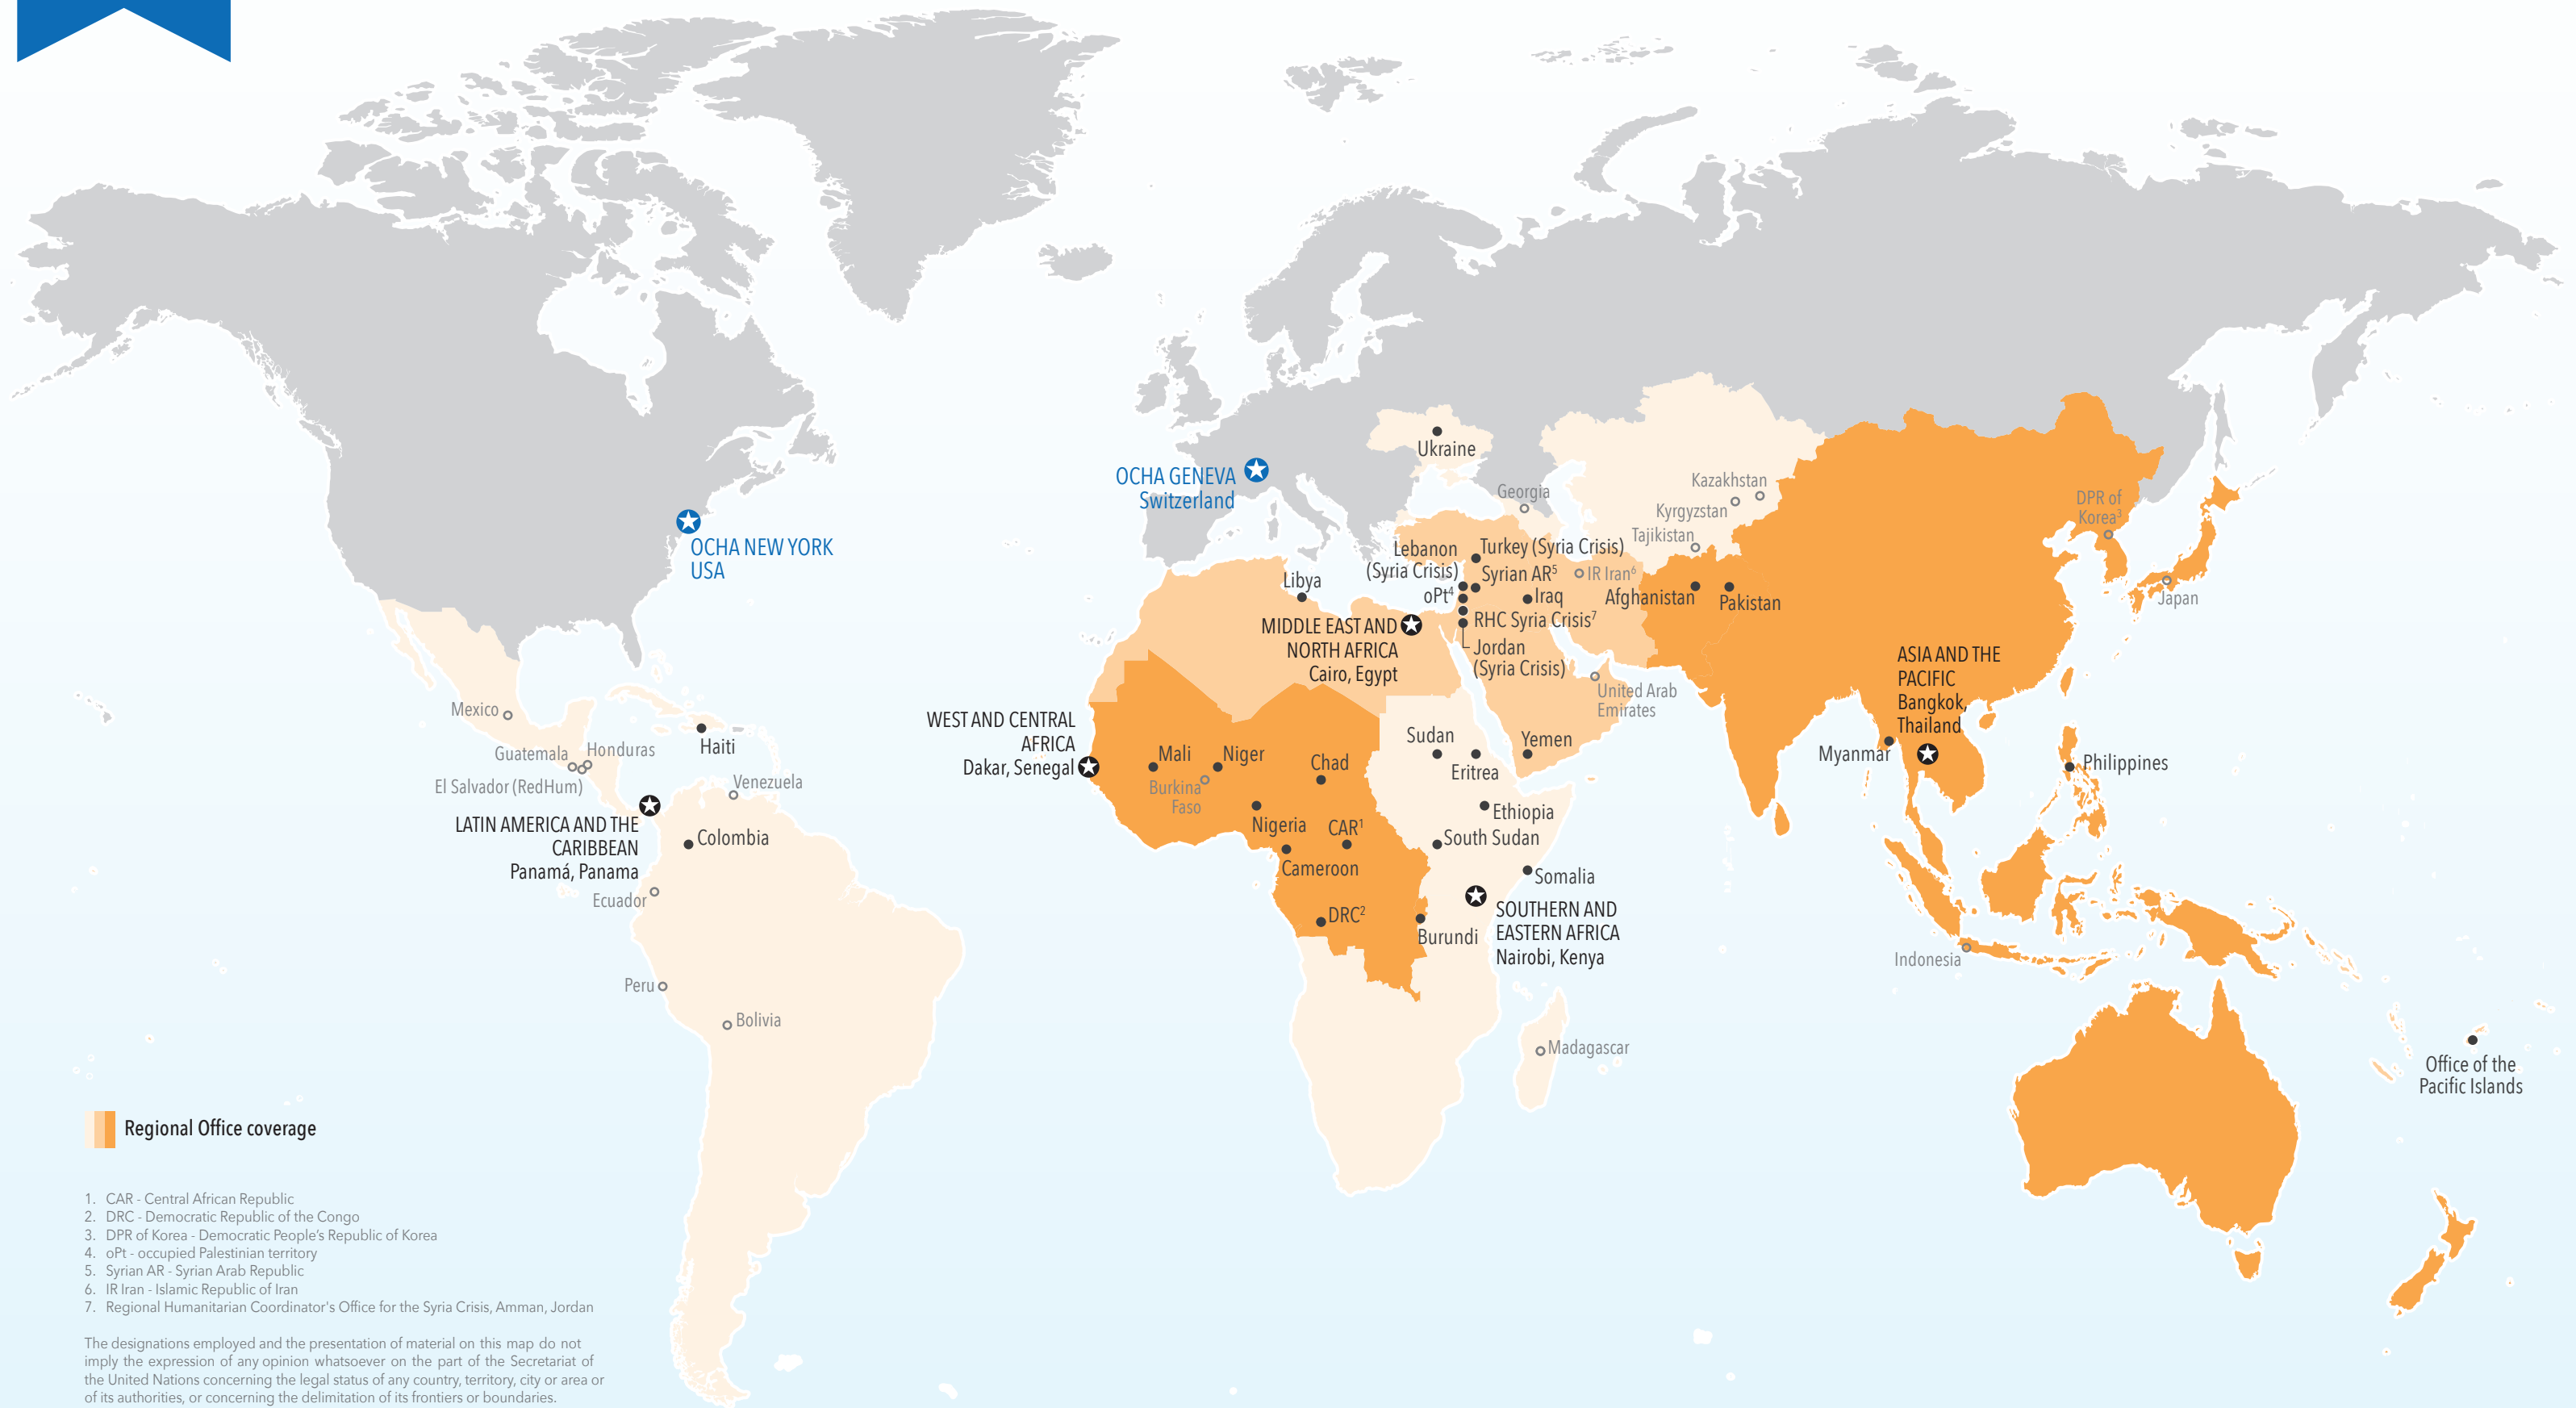 OCHA NEW YORK
USA
OCHA GENEVA
Switzerland
Ukraine
Georgia
Kazakhstan
Kyrgyzstan
Tajikistan
DPR of
Korea3
Japan
Lebanon
(Syria Crisis)
Turkey (Syria Crisis)
Syrian AR5
IR Iran6
oPt4
Iraq
Afghanistan
Pakistan
Libya
RHC Syria Crisis7
MIDDLE EAST AND
NORTH AFRICA
Cairo, Egypt
Jordan
(Syria Crisis)
United Arab
Emirates
ASIA AND THE
PACIFIC
Bangkok,
Thailand
Myanmar
Philippines
Mexico
Guatemala
Honduras
El Salvador (RedHum)
Haiti
Venezuela
LATIN AMERICA AND THE
CARIBBEAN
Panamá, Panama
Colombia
Ecuador
Peru
Bolivia
WEST AND CENTRAL
AFRICA
Dakar, Senegal
Mali
Niger
Burkina
Faso
Chad
Nigeria
CAR1
Cameroon
DRC2
Sudan
Eritrea
Yemen
Ethiopia
South Sudan
Somalia
Burundi
SOUTHERN AND
EASTERN AFRICA
Nairobi, Kenya
Madagascar
Indonesia
Office of the
Pacific Islands
Regional Office coverage
1. CAR - Central African Republic
2. DRC - Democratic Republic of the Congo
3. DPR of Korea - Democratic People's Republic of Korea
4. oPt - occupied Palestinian territory
5. Syrian AR - Syrian Arab Republic
6. IR Iran - Islamic Republic of Iran
7. Regional Humanitarian Coordinator's Office for the Syria Crisis, Amman, Jordan
The designations employed and the presentation of material on this map do not
imply the expression of any opinion whatsoever on the part of the Secretariat of
the United Nations concerning the legal status of any country, territory, city or area or
of its authorities, or concerning the delimitation of its frontiers or boundaries.